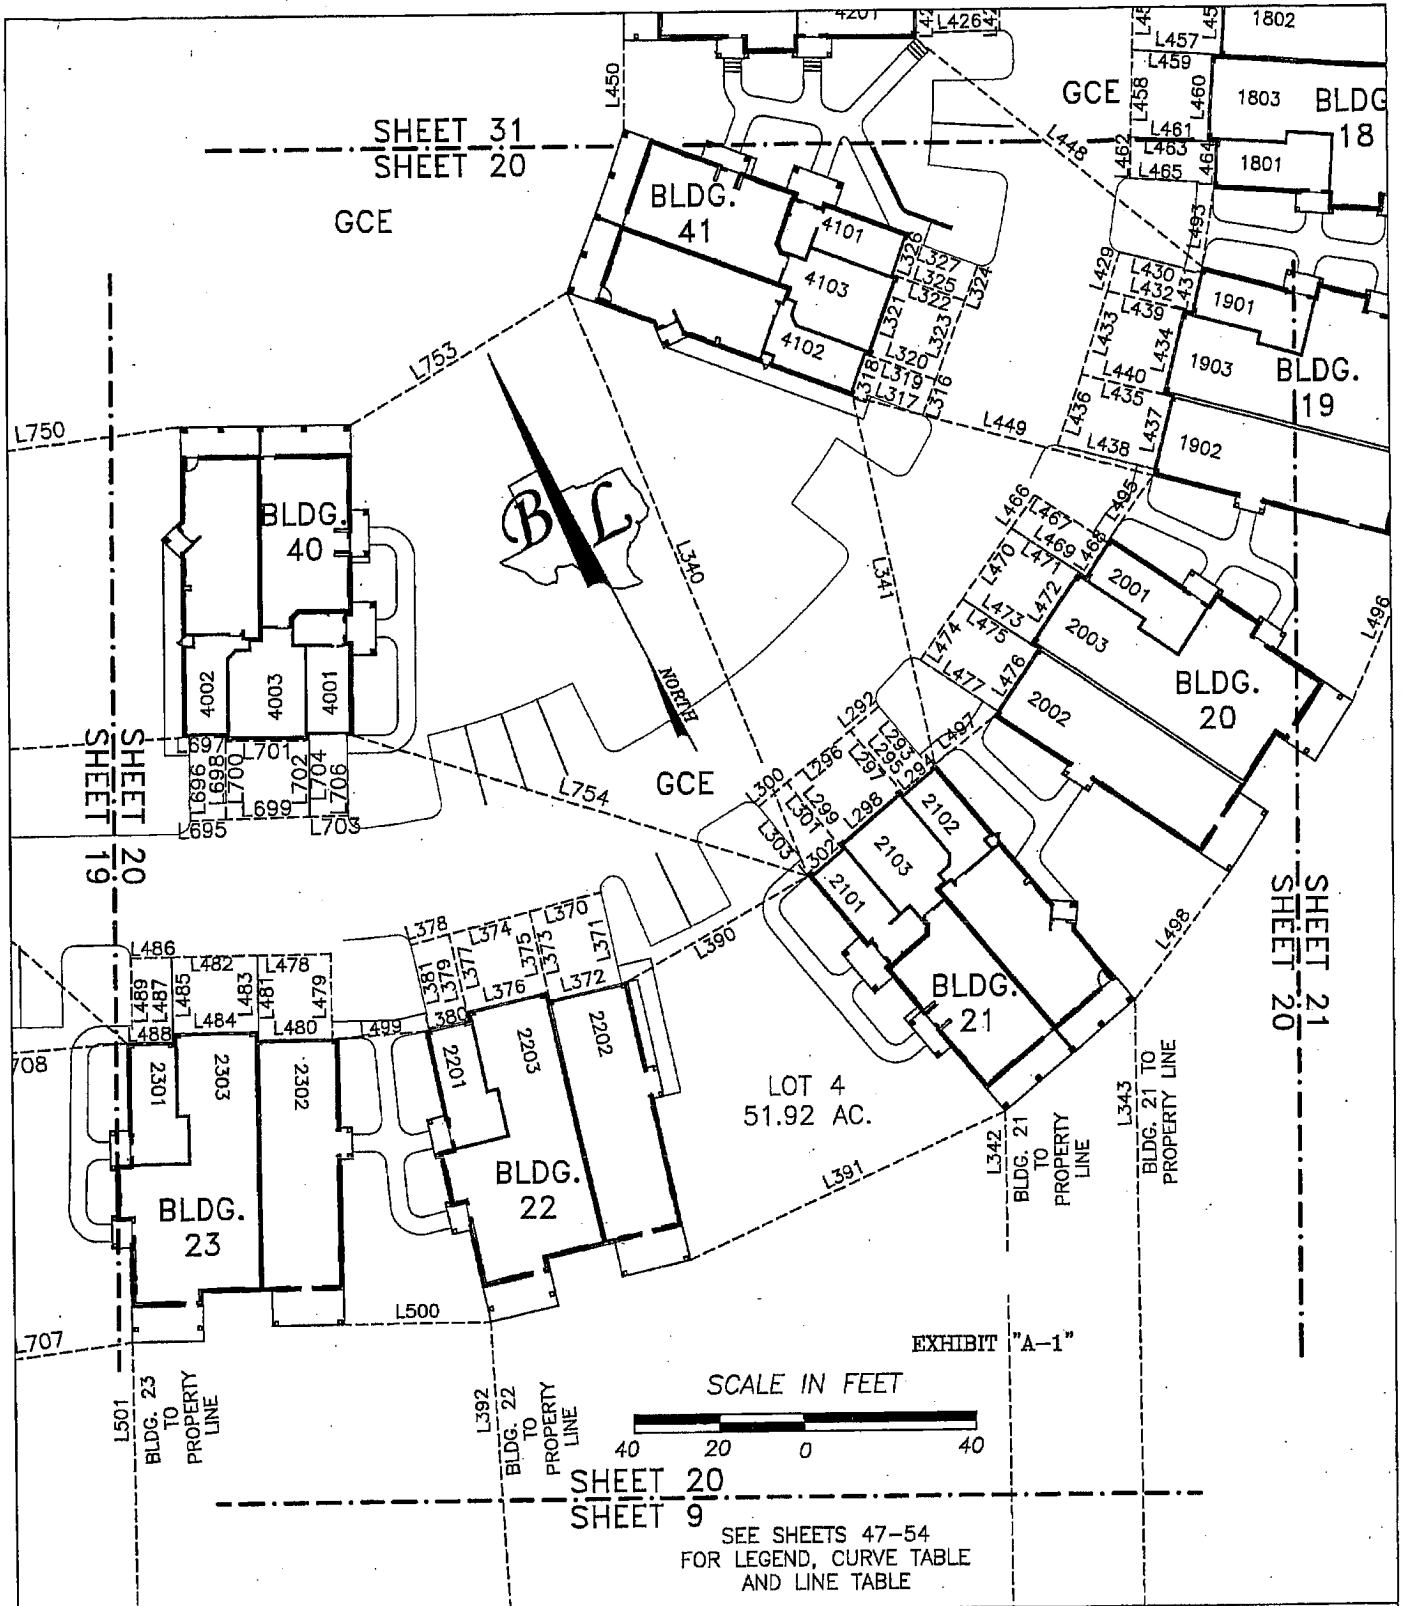 4201
L426
L450
L457
L459
1802
GCE
L458
L460
1803
BLDG
18
SHEET 31
SHEET 20
L448
L461
L462
L463
L464
L465
1801
GCE
BLDG.
41
4101
L326
L327
L325
L322
L324
4103
L321
L323
L320
4102
L318
L319
L317
L316
L493
L429
L430
L432
L439
1901
L433
L434
1903
BLDG.
19
L440
L435
L436
L437
L438
1902
L753
L449
L750
BLDG.
40
B L
NORTH
L340
L341
L466
L467
L495
L469
L468
L470
L471
L472
2001
L473
L474
L475
2003
L476
L477
2002
BLDG.
20
L496
4002
4003
4001
L697
L701
L696
L698
L700
L702
L704
L706
L699
L695
L703
SHEET 20
SHEET 19
L754
GCE
L292
L293
L295
L294
L296
L297
L497
L300
L299
L301
L298
L303
L302
2102
2103
2101
BLDG.
21
L498
SHEET 21
SHEET 20
L378
L374
L370
L381
L379
L377
L375
L373
L371
L390
L376
L372
L380
L486
L482
L478
L489
L487
L485
L483
L481
L479
L488
L484
L480
L499
708
2301
2303
2302
2201
2203
2202
LOT 4
51.92 AC.
BLDG.
23
BLDG.
22
L391
L342
BLDG. 21
TO
PROPERTY
LINE
L343
BLDG. 21 TO
PROPERTY LINE
L500
L707
EXHIBIT "A-1"
L501
BLDG. 23
TO
PROPERTY
LINE
L392
BLDG. 22
TO
PROPERTY
LINE
SCALE IN FEET
40 20 0 40
SHEET 20
SHEET 9
SEE SHEETS 47-54
FOR LEGEND, CURVE TABLE
AND LINE TABLE